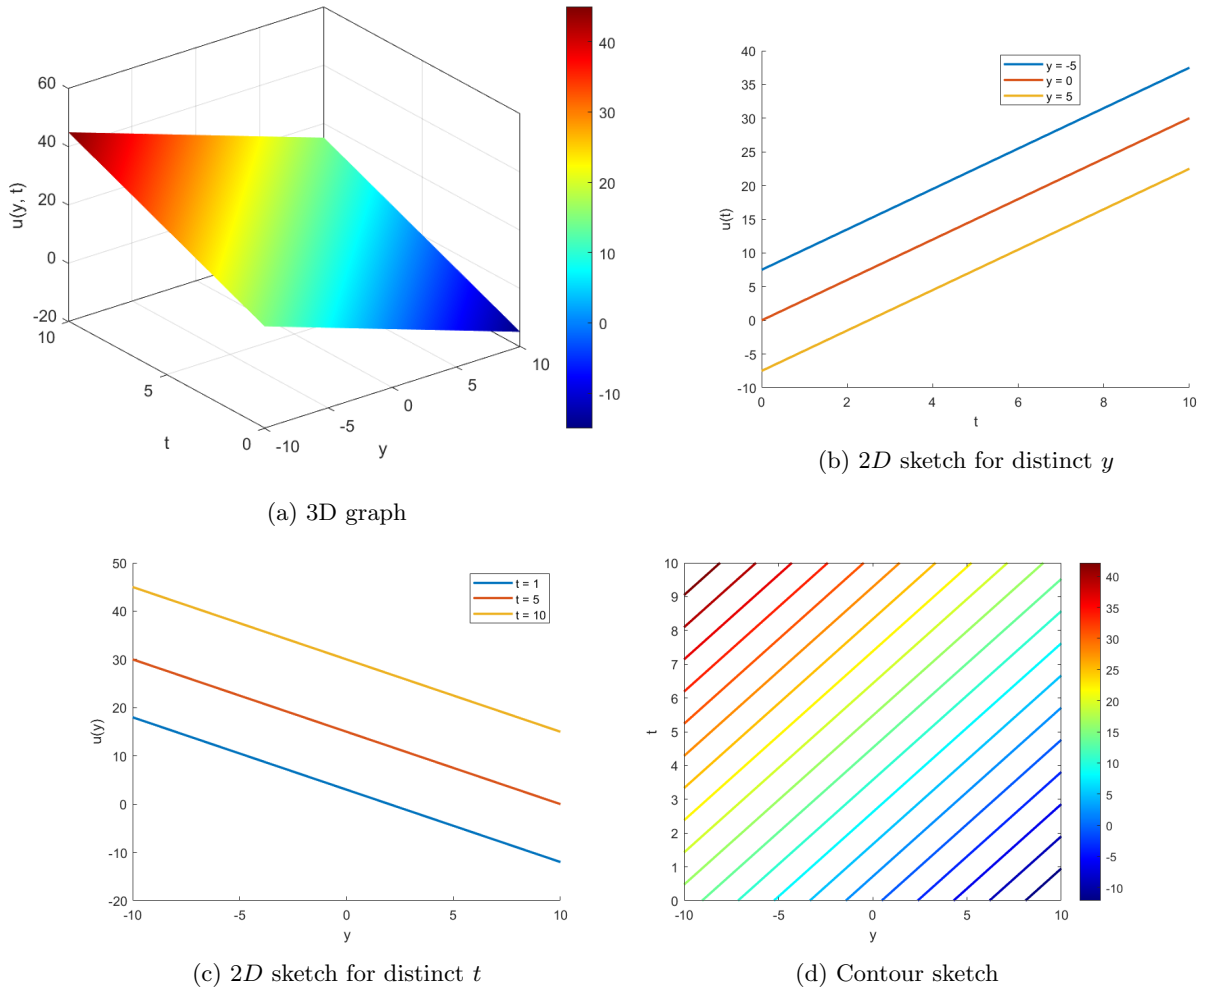 60
40
20
0
-20
u(y, t)
10
5
0
t
-10
-5
0
5
10
y
40
30
20
10
0
-10
(a) 3D graph
40
35
30
25
20
15
10
5
0
-5
-10
u(t)
0 2 4 6 8 10
t
y = -5
y = 0
y = 5
(b) 2D sketch for distinct y
50
40
30
20
10
0
-10
-20
u(y)
-10 -5 0 5 10
y
t = 1
t = 5
t = 10
(c) 2D sketch for distinct t
10
9
8
7
6
5
4
3
2
1
0
t
-10 -5 0 5 10
y
40
35
30
25
20
15
10
5
0
-5
-10
(d) Contour sketch